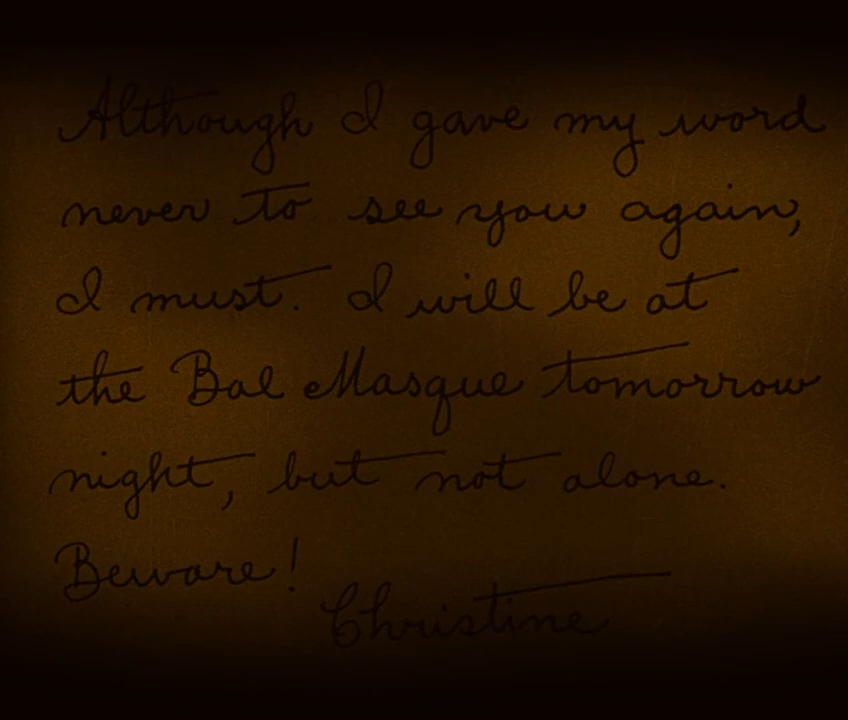 Although I gave my word
never to see you again,
I must. I will be at
the Bal Masque tomorrow
night, but not alone.
Beware!
Christine